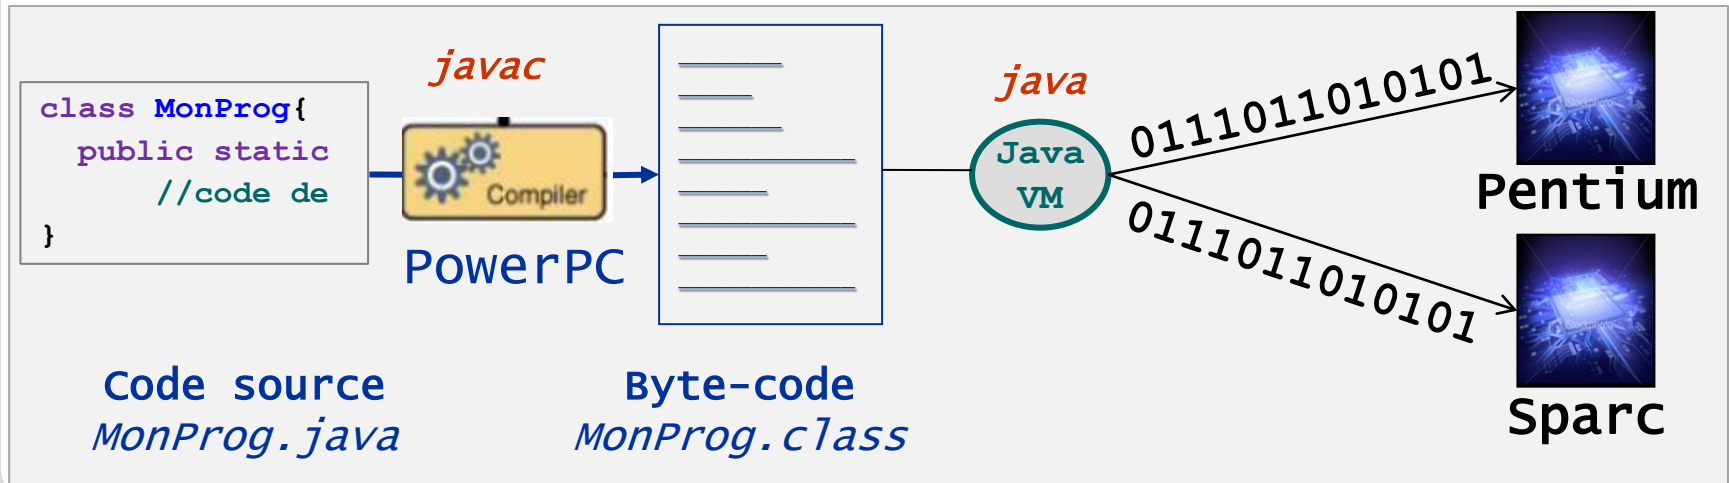 class MonProg{
public static
//code de
}
javac
Compiler
PowerPC
java
Java
VM
0111011010101
0111011010101
Pentium
Sparc
Code source
MonProg.java
Byte-code
MonProg.class